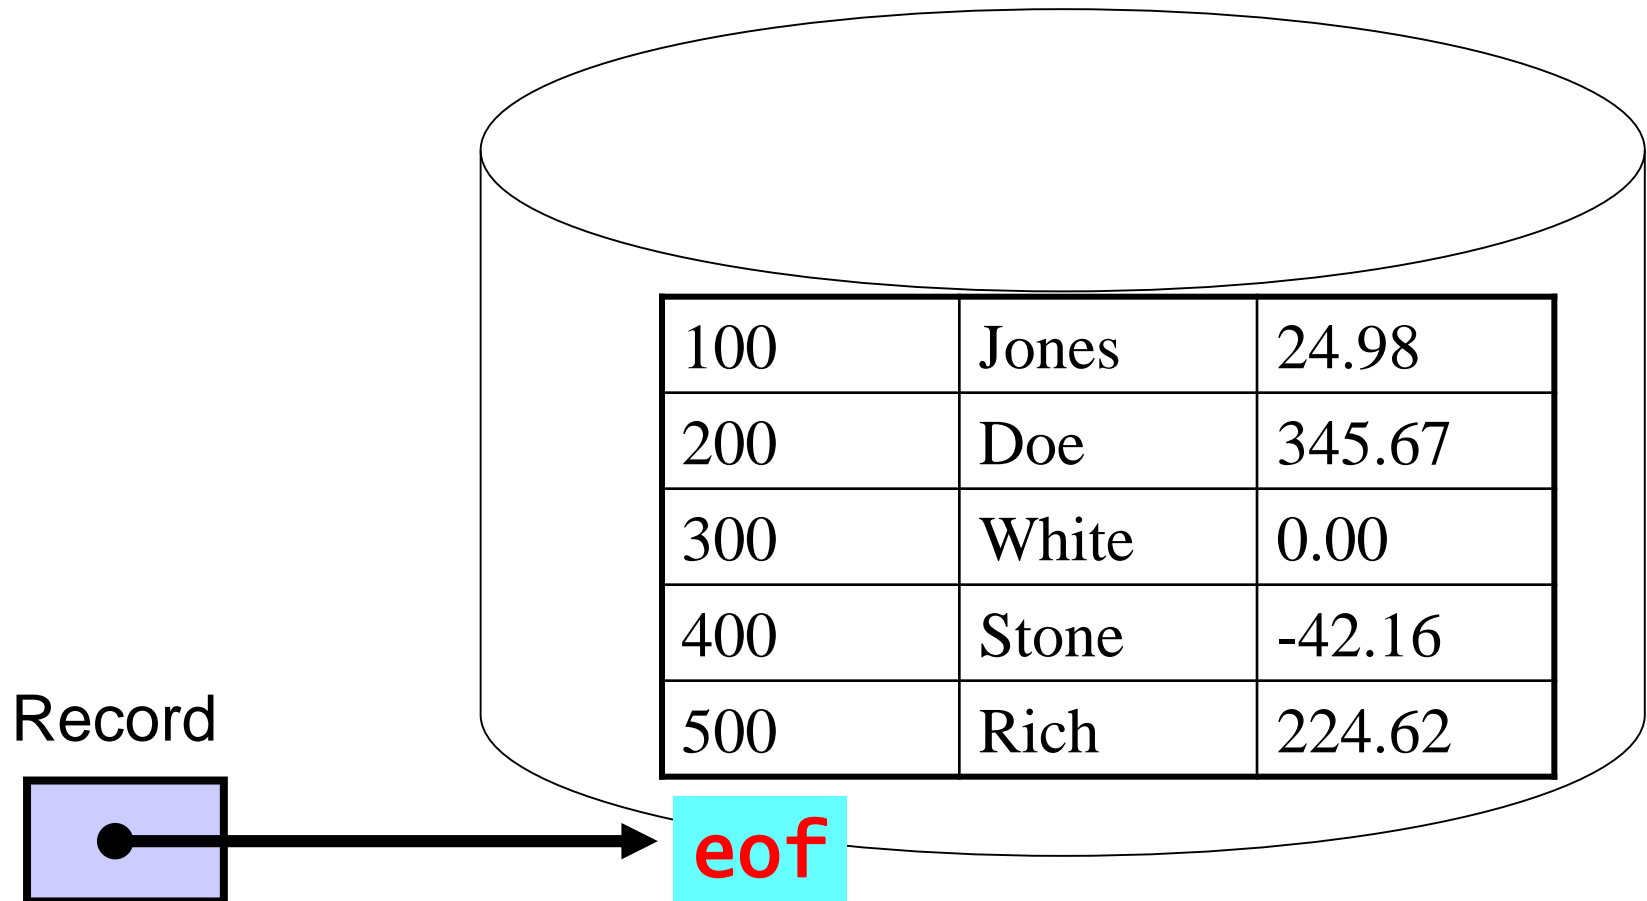 100 Jones 24.98
200 Doe 345.67
300 White 0.00
400 Stone -42.16
500 Rich 224.62
Record
eof